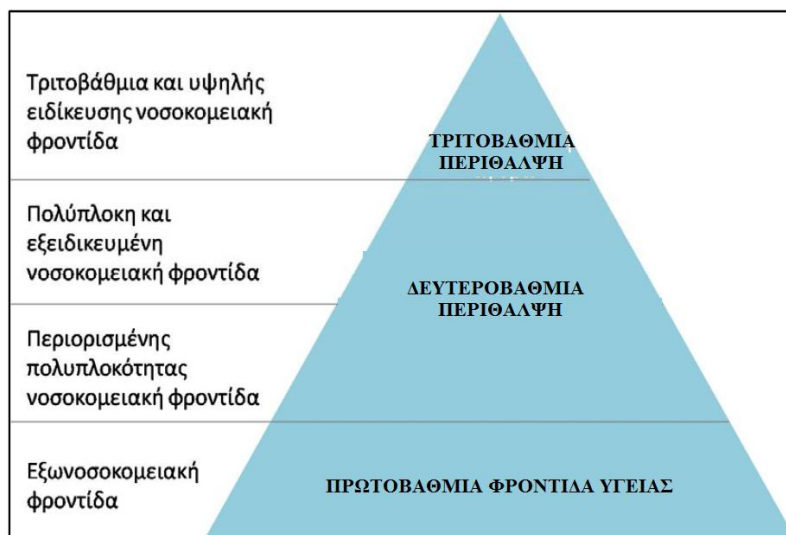 Τριτοβάθμια και υψηλής
ειδίκευσης νοσοκομειακή
φροντίδα
ΤΡΙΤΟΒΑΘΜΙΑ
ΠΕΡΙΘΑΛΨΗ
Πολύπλοκη και
εξειδικευμένη
νοσοκομειακή φροντίδα
ΔΕΥΤΕΡΟΒΑΘΜΙΑ
ΠΕΡΙΘΑΛΨΗ
Περιορισμένης
πολυπλοκότητας
νοσοκομειακή φροντίδα
Εξωνοσοκομειακή
φροντίδα
ΠΡΩΤΟΒΑΘΜΙΑ ΦΡΟΝΤΙΔΑ ΥΓΕΙΑΣ